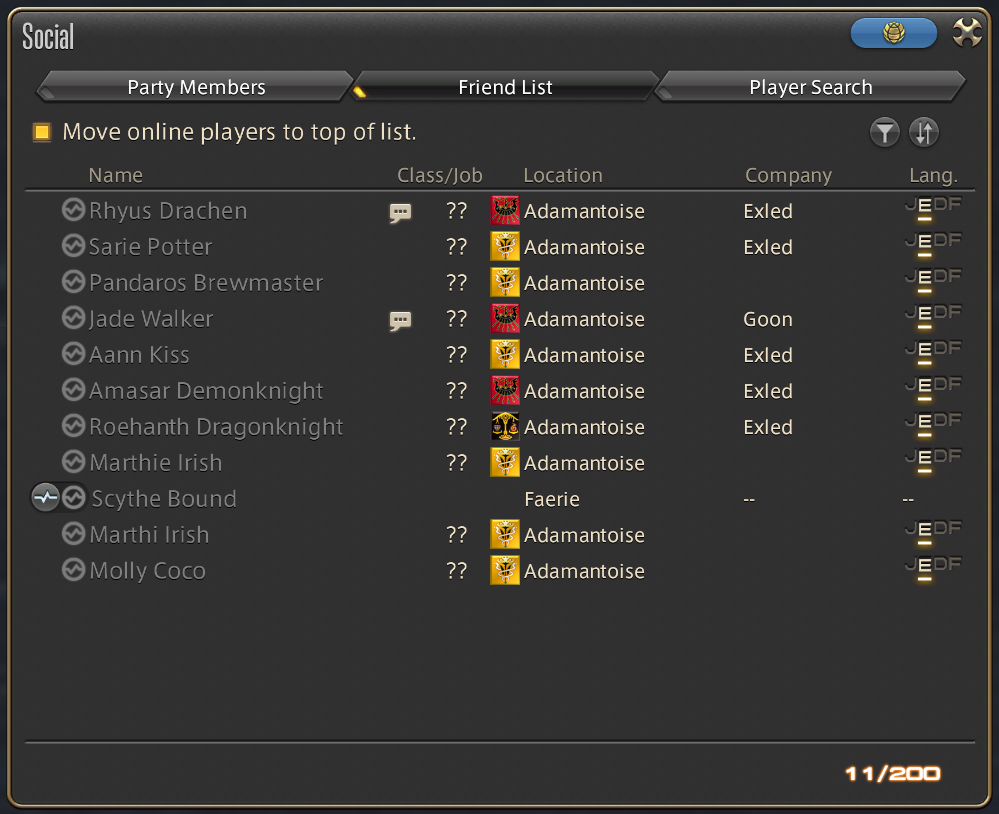 Social
Party Members Friend List Player Search
Move online players to top of list.
Name Class/Job Location Company Lang.
Rhyus Drachen ?? Adamantoise Exled JEDF
Sarie Potter ?? Adamantoise Exled JEDF
Pandaros Brewmaster ?? Adamantoise JEDF
Jade Walker ?? Adamantoise Goon JEDF
Aann Kiss ?? Adamantoise Exled JEDF
Amasar Demonknight ?? Adamantoise Exled JEDF
Roehanth Dragonknight ?? Adamantoise Exled JEDF
Marthie Irish ?? Adamantoise JEDF
Scythe Bound Faerie -- --
Marthi Irish ?? Adamantoise JEDF
Molly Coco ?? Adamantoise JEDF
11/200